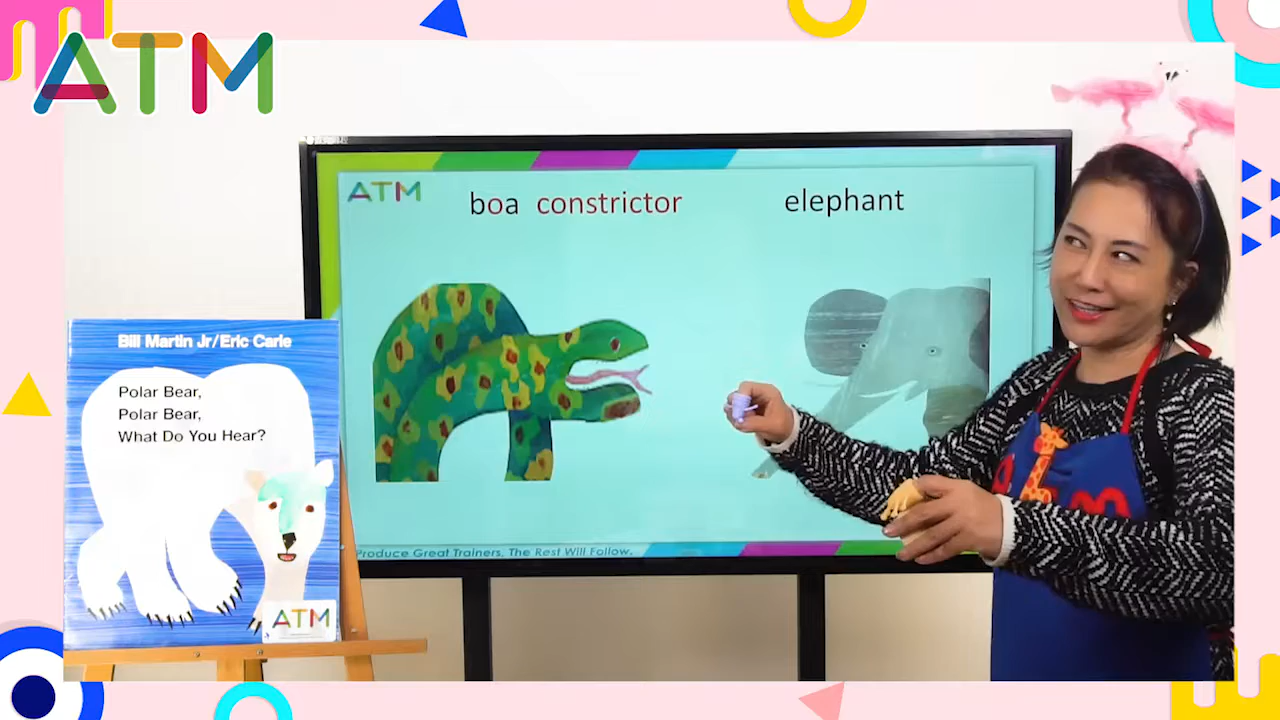 ATM
ATM
boa constrictor
elephant
Bill Martin Jr/Eric Carle
Polar Bear,
Polar Bear,
What Do You Hear?
ATM
Produce Great Trainers, The Rest Will Follow.